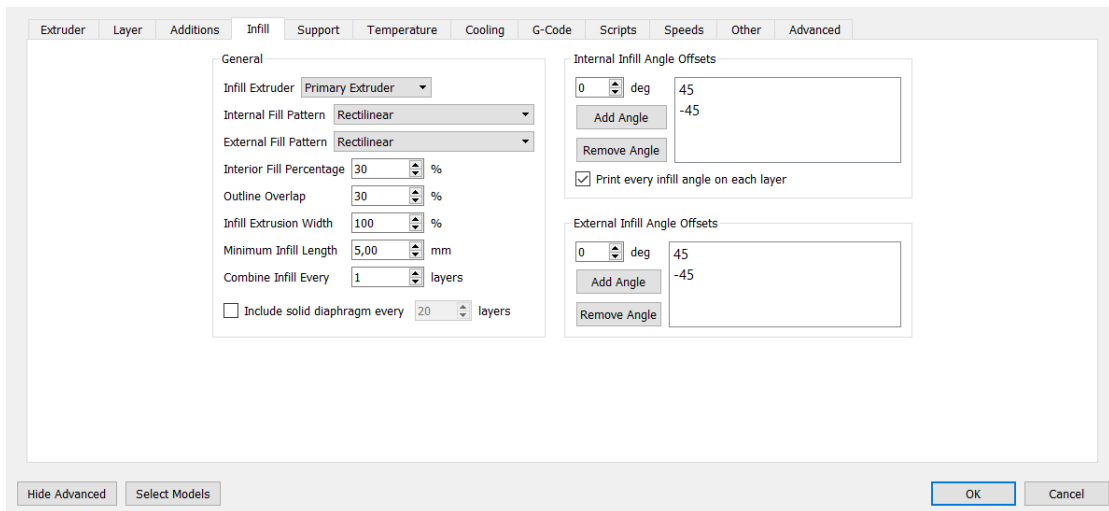 Extruder Layer Additions Infill Support Temperature Cooling G-Code Scripts Speeds Other Advanced
General
Infill Extruder Primary Extruder
Internal Fill Pattern Rectilinear
External Fill Pattern Rectilinear
Interior Fill Percentage 30 %
Outline Overlap 30 %
Infill Extrusion Width 100 %
Minimum Infill Length 5,00 mm
Combine Infill Every 1 layers
Include solid diaphragm every 20 layers
Internal Infill Angle Offsets
0 deg
Add Angle
Remove Angle
45
-45
Print every infill angle on each layer
External Infill Angle Offsets
0 deg
Add Angle
Remove Angle
45
-45
Hide Advanced Select Models OK Cancel